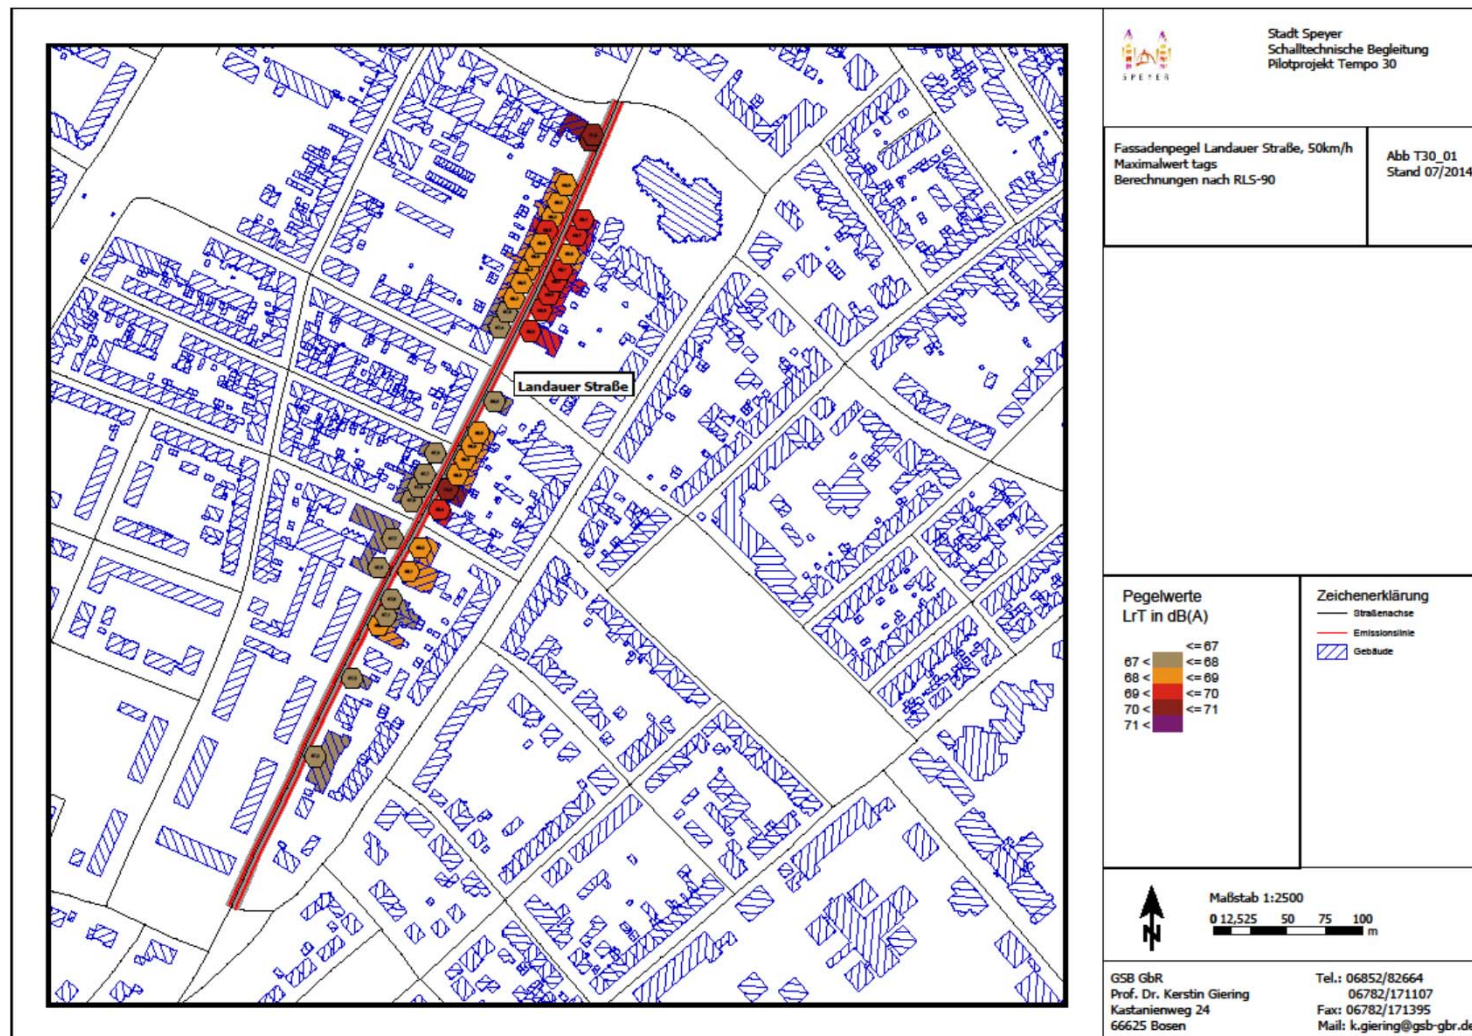 SPEYER
Stadt Speyer
Schalltechnische Begleitung
Pilotprojekt Tempo 30
Fassadenpegel Landauer Straße, 50km/h
Maximalwert tags
Berechnungen nach RLS-90
Abb T30_01
Stand 07/2014
Landauer Straße
Pegelwerte
LrT in dB(A)
<= 67
67 < <= 68
68 < <= 69
69 < <= 70
70 < <= 71
71 <
Zeichenerklärung
Straßenachse
Emissionslinie
Gebäude
N
Maßstab 1:2500
0 12,525 50 75 100
m
GSB GbR
Prof. Dr. Kerstin Giering
Kastanienweg 24
66625 Bosen
Tel.: 06852/82664
06782/171107
Fax: 06782/171395
Mail: k.giering@gsb-gbr.de